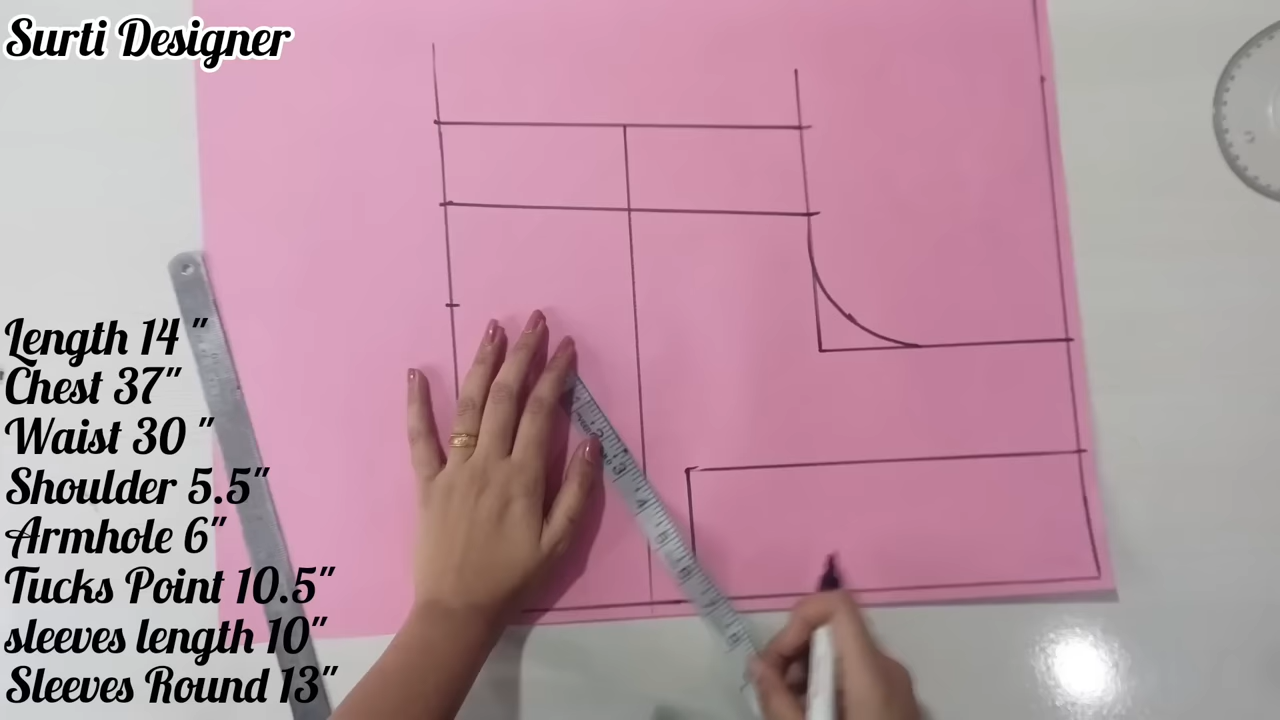 Surti Designer
Length 14 "
Chest 37"
Waist 30 "
Shoulder 5.5"
Armhole 6"
Tucks Point 10.5"
sleeves length 10"
Sleeves Round 13"